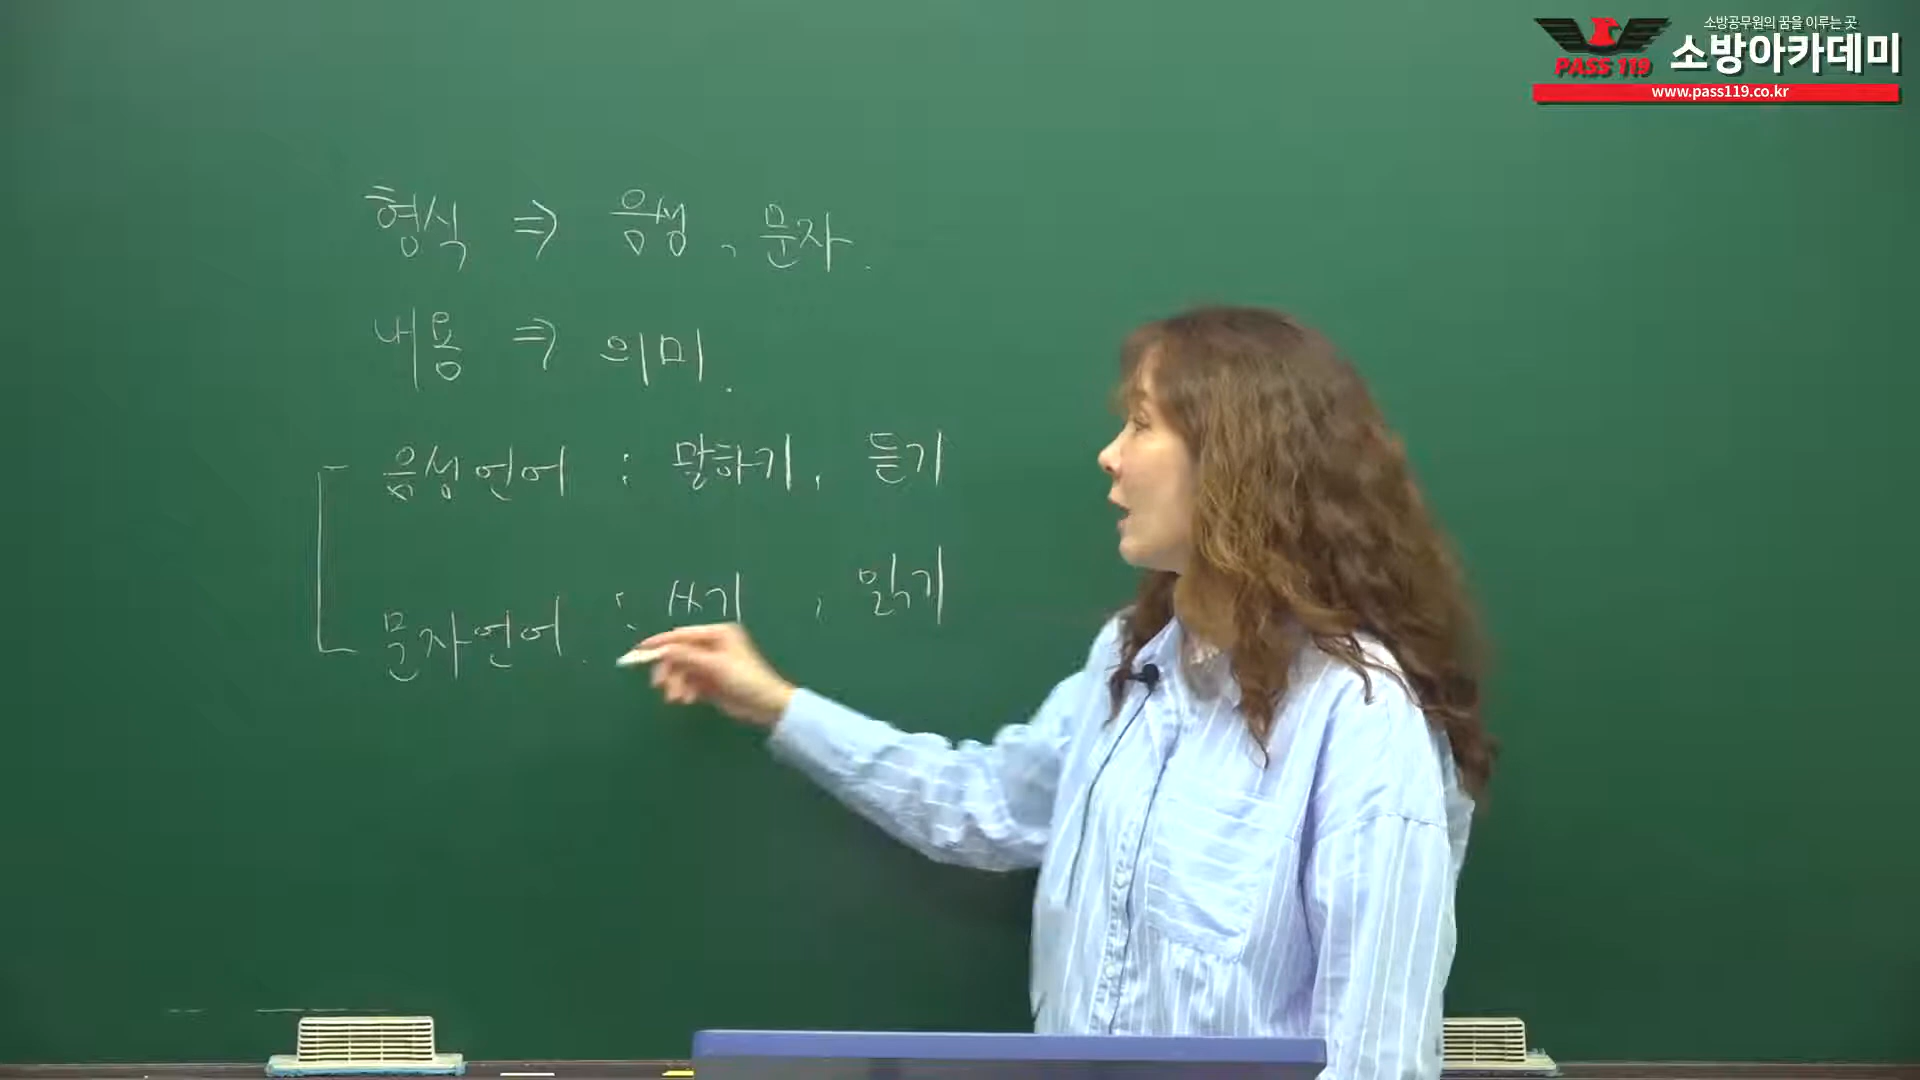 소방공무원의 꿈을 이루는 곳
PASS 119 소방아카데미
www.pass119.co.kr
형식 ⇒ 음성, 문자.
내용 ⇒ 의미.
음성언어 : 말하기, 듣기
문자언어 : 쓰기, 읽기